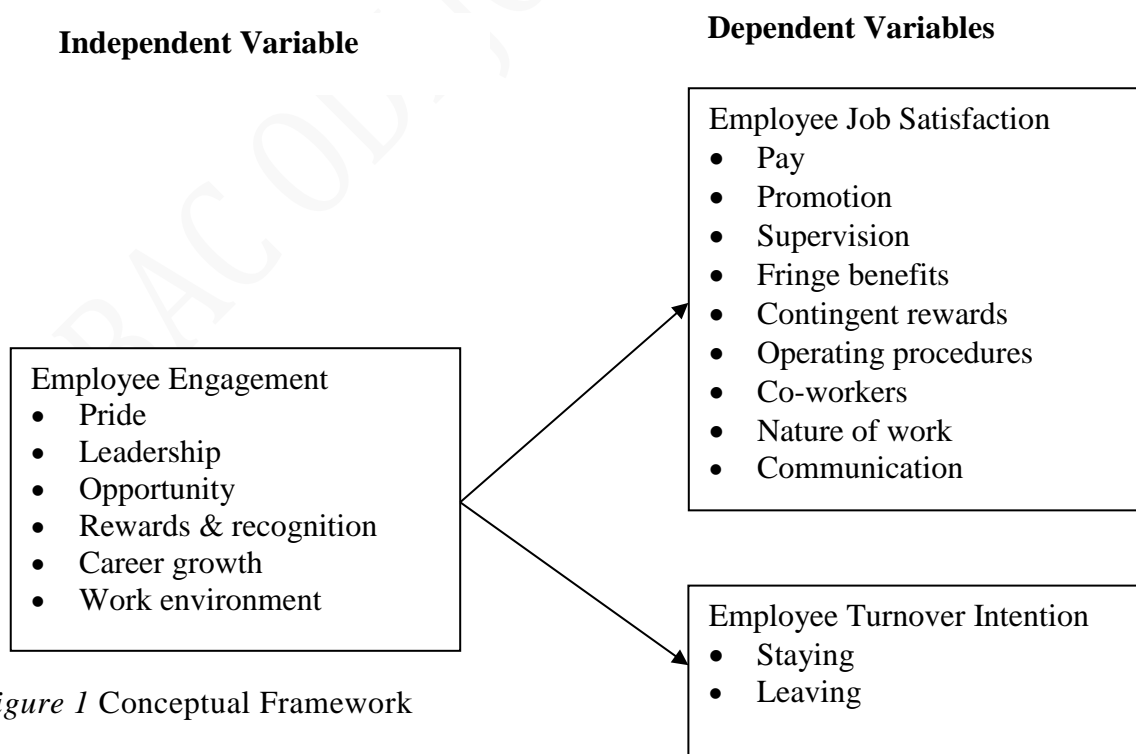 Independent Variable
Dependent Variables
Employee Job Satisfaction
• Pay
• Promotion
• Supervision
• Fringe benefits
• Contingent rewards
• Operating procedures
• Co-workers
• Nature of work
• Communication
Employee Engagement
• Pride
• Leadership
• Opportunity
• Rewards & recognition
• Career growth
• Work environment
Employee Turnover Intention
• Staying
• Leaving
igure 1 Conceptual Framework